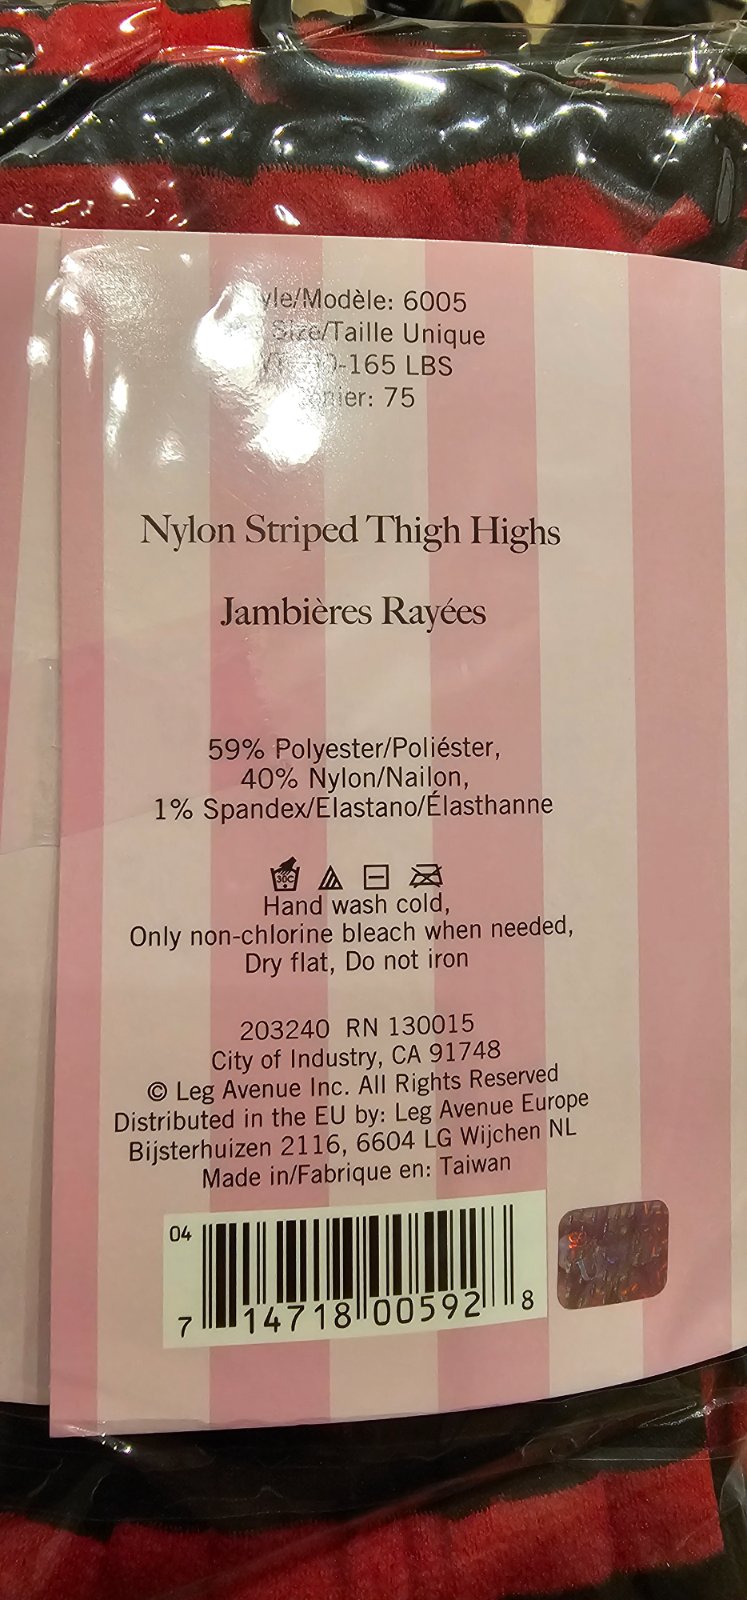 yle/Modèle: 6005
Size/Taille Unique
-165 LBS
nier: 75
Nylon Striped Thigh Highs
Jambières Rayées
59% Polyester/Poliéster,
40% Nylon/Nailon,
1% Spandex/Elastano/Élasthanne
30C
Hand wash cold,
Only non-chlorine bleach when needed,
Dry flat, Do not iron
203240 RN 130015
City of Industry, CA 91748
© Leg Avenue Inc. All Rights Reserved
Distributed in the EU by: Leg Avenue Europe
Bijsterhuizen 2116, 6604 LG Wijchen NL
Made in/Fabrique en: Taiwan
04
7 14718 00592 8